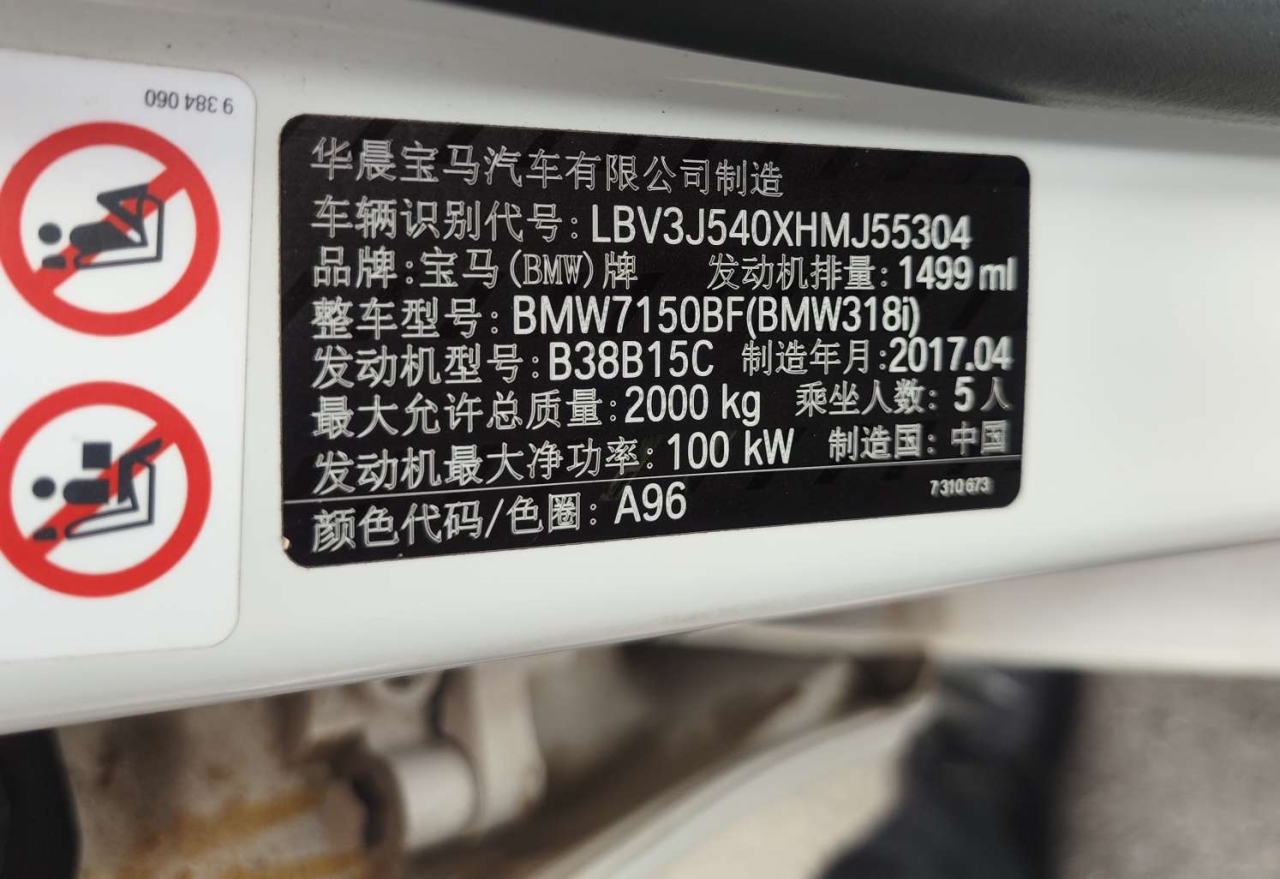 9 384 060
华晨宝马汽车有限公司制造
车辆识别代号:LBV3J540XHMJ55304
品牌:宝马(BMW)牌 发动机排量:1499 ml
整车型号:BMW7150BF(BMW318i)
发动机型号:B38B15C 制造年月:2017.04
最大允许总质量:2000 kg 乘坐人数:5人
发动机最大净功率:100 kW 制造国:中国
7310673
颜色代码/色圈:A96